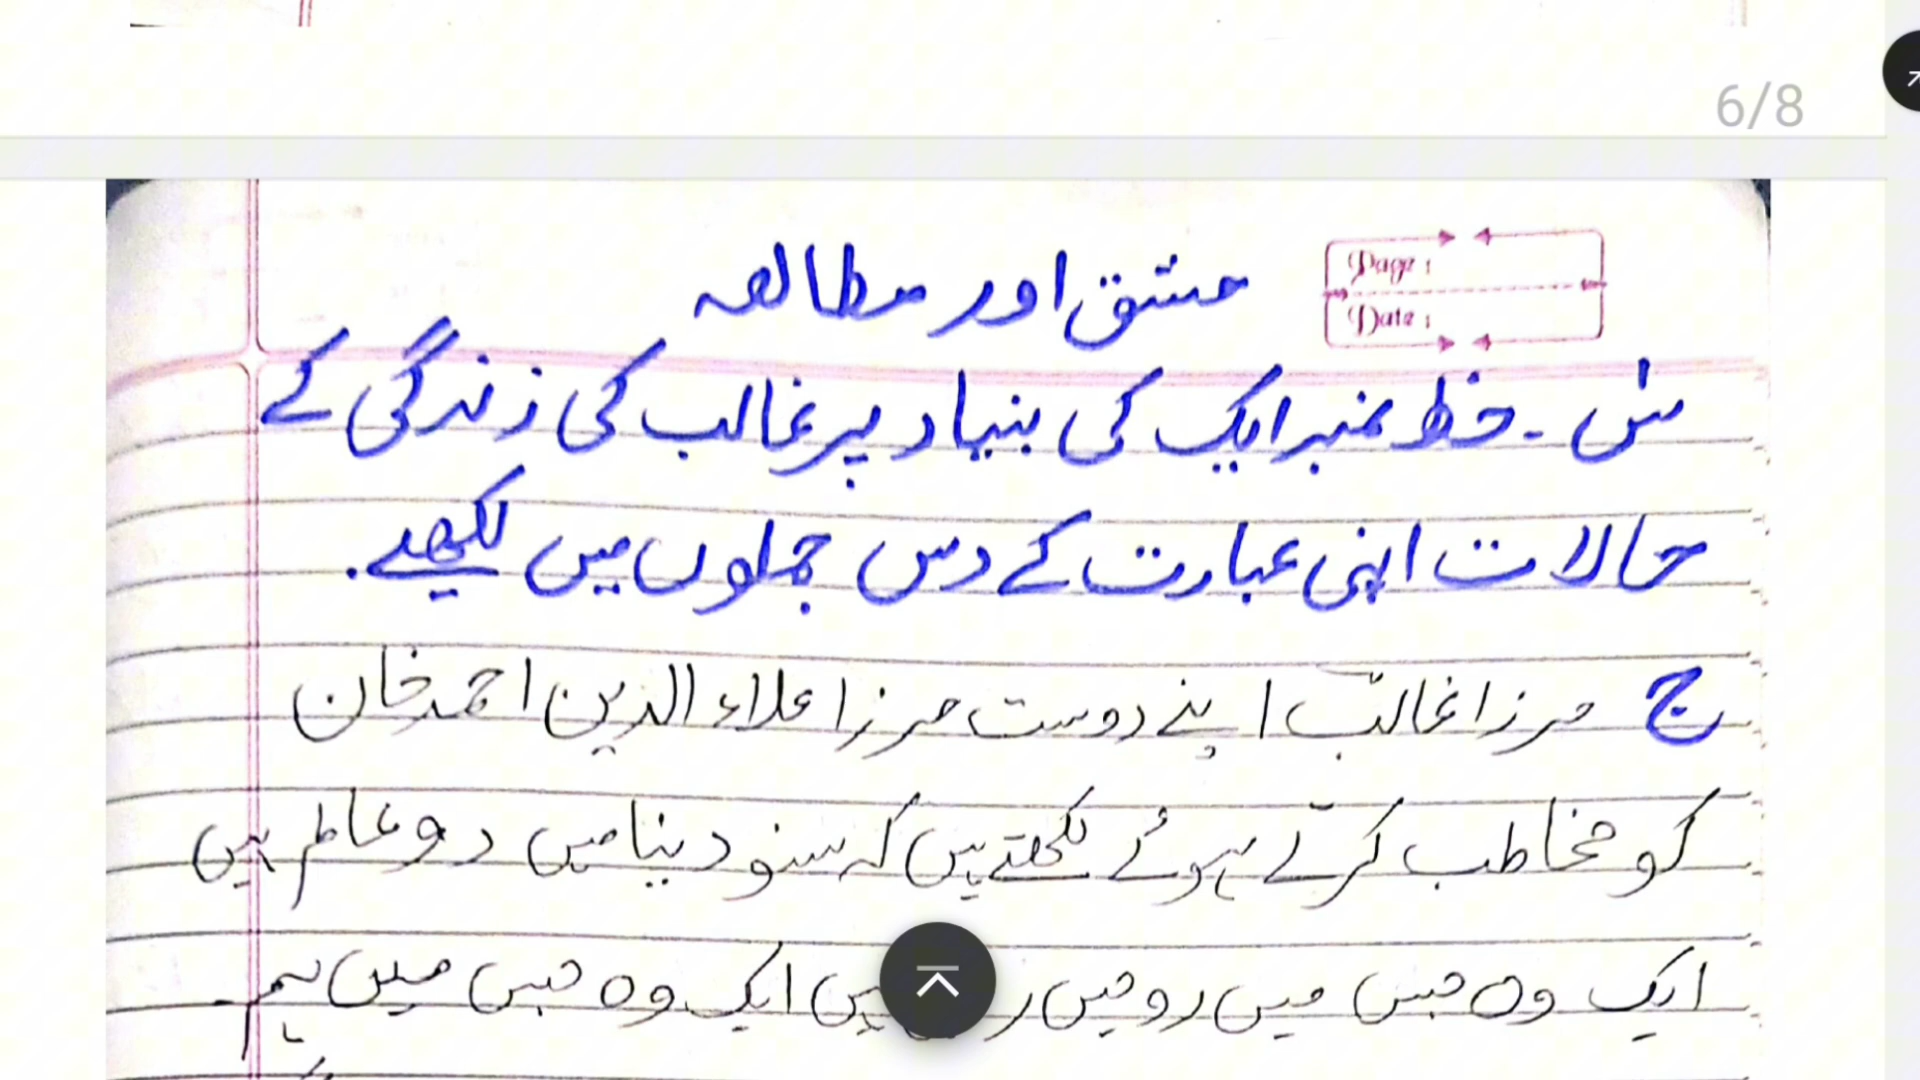 6/8
مشق اور مطالعہ
Page :
Date :
س ۔ خط نمبر ایک کی بنیاد پر غالب کی زندگی کے
حالات اپنی عبارت کے دس جملوں میں لکھیے.
ج مرزا غالب اپنے دوست مرزا علاء الدین احمد خان
کو مخاطب کرتے ہوئے لکھتے ہیں کہ سنو دنیا میں دو عالم ہیں
ایک وہ جس میں روحیں ہیں ایک وہ جس میں ہم